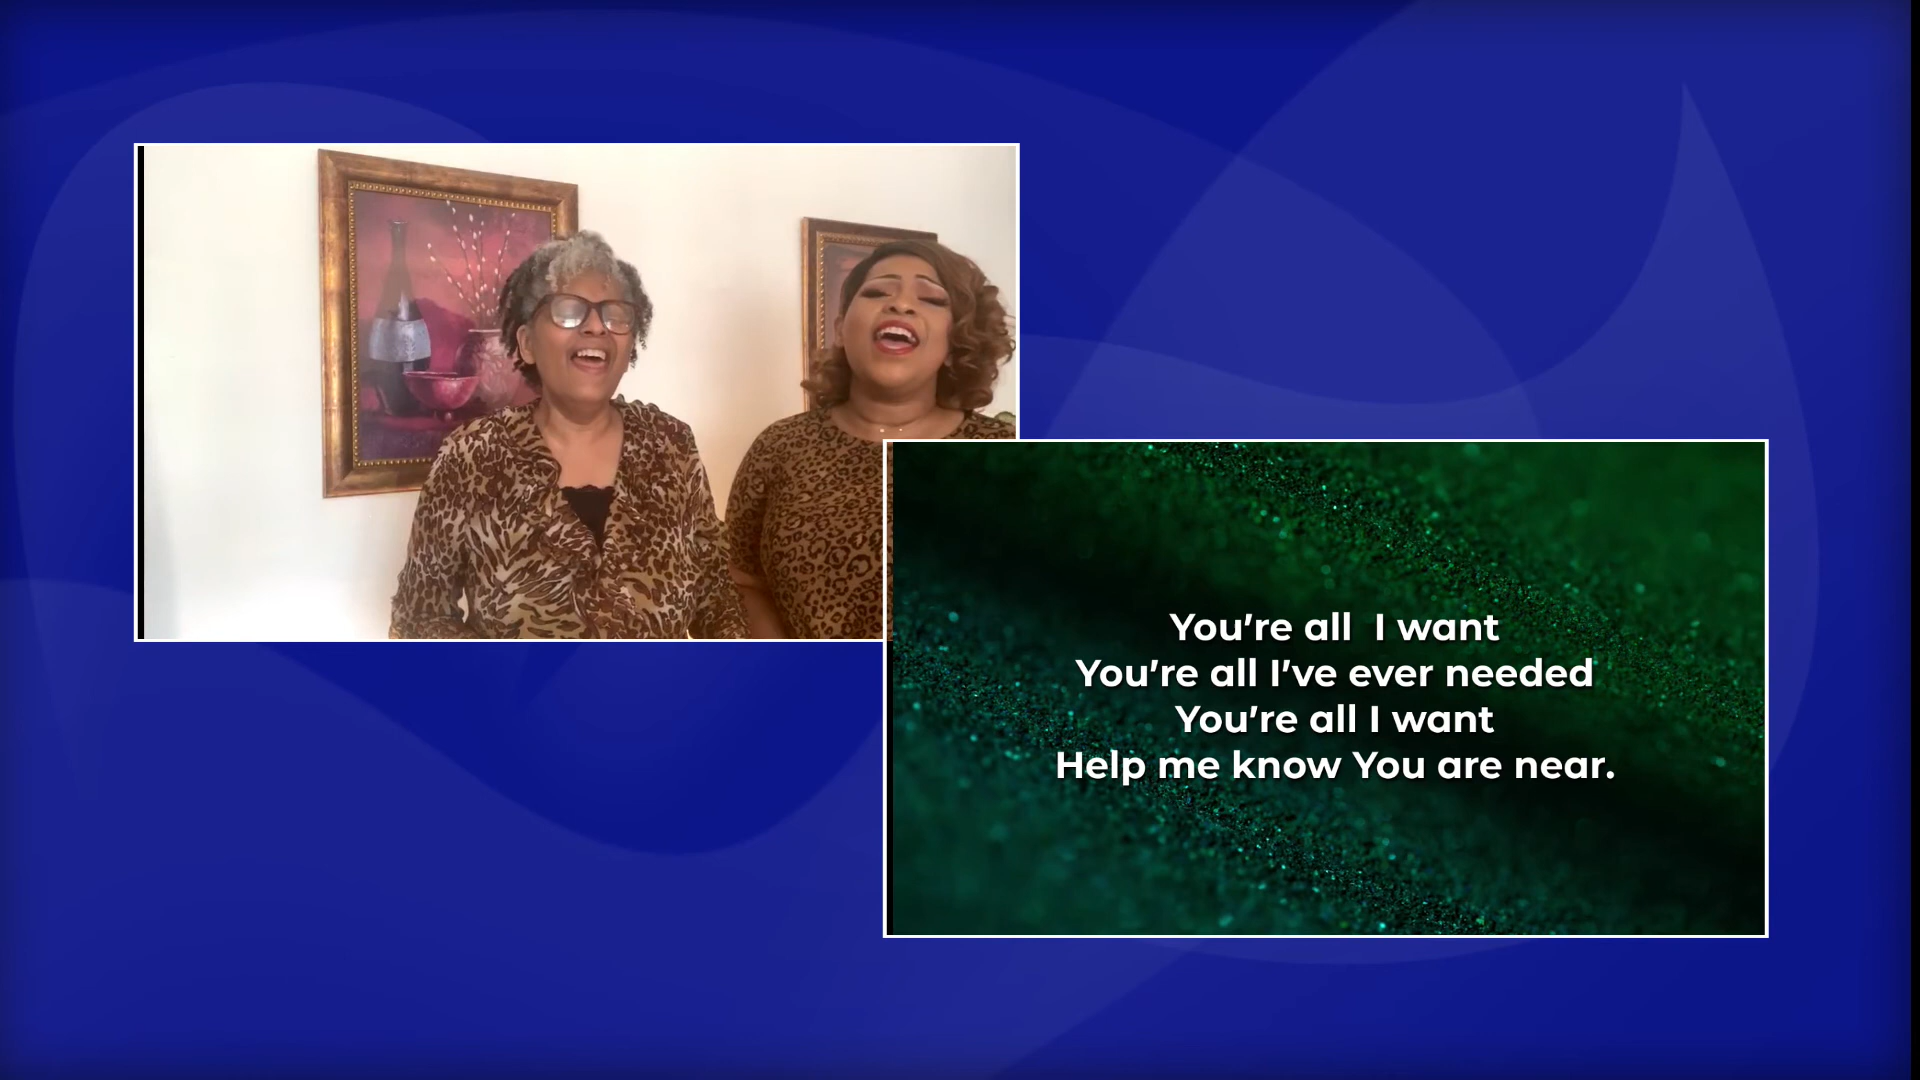 You're all  I want
You're all I've ever needed
You're all I want
Help me know You are near.